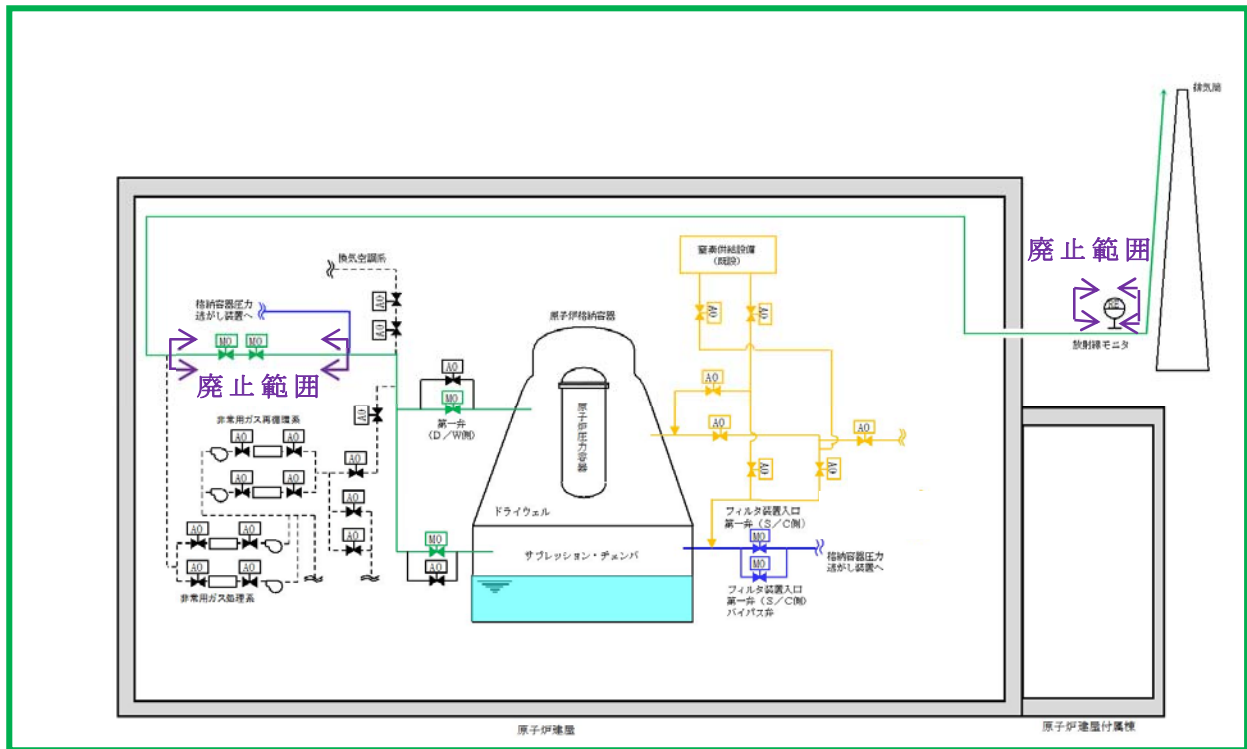 排気筒
廃止範囲
RE
放射線モニタ
窒素供給設備
(既設)
換気空調系
AO
AO
格納容器圧力
逃がし装置へ
MO
MO
廃止範囲
原子炉格納容器
原子炉圧力容器
AO
AO
AO
MO
第一弁
(D/W側)
AO
AO
AO
AO
AO
AO
AO
非常用ガス再循環系
AO
AO
AO
AO
AO
AO
AO
ドライウェル
フィルタ装置入口
第一弁(S/C側)
AO
AO
AO
AO
非常用ガス処理系
MO
AO
サプレッション・チェンバ
MO
MO
格納容器圧力
逃がし装置へ
フィルタ装置入口
第一弁(S/C側)
バイパス弁
原子炉建屋
原子炉建屋付属棟